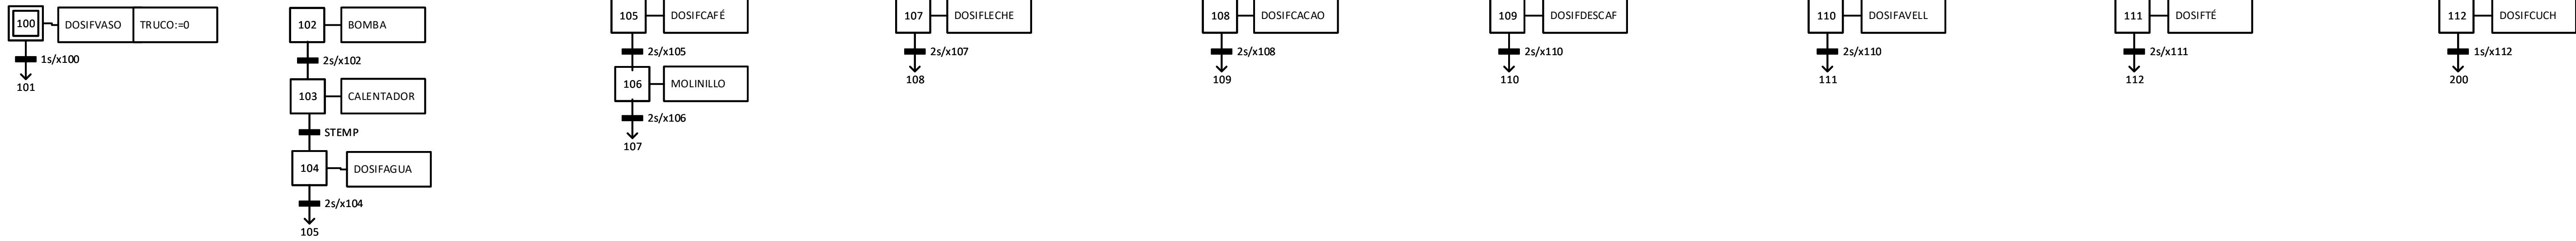 100 DOSIFVASO TRUCO:=0
1s/x100
101
102 BOMBA
2s/x102
103 CALENTADOR
STEMP
104 DOSIFAGUA
2s/x104
105
105 DOSIFCAFÉ
2s/x105
106 MOLINILLO
2s/x106
107
107 DOSIFLECHE
2s/x107
108
108 DOSIFCACAO
2s/x108
109
109 DOSIFDESCAF
2s/x110
110
110 DOSIFAVELL
2s/x110
111
111 DOSIFTÉ
2s/x111
112
112 DOSIFCUCH
1s/x112
200